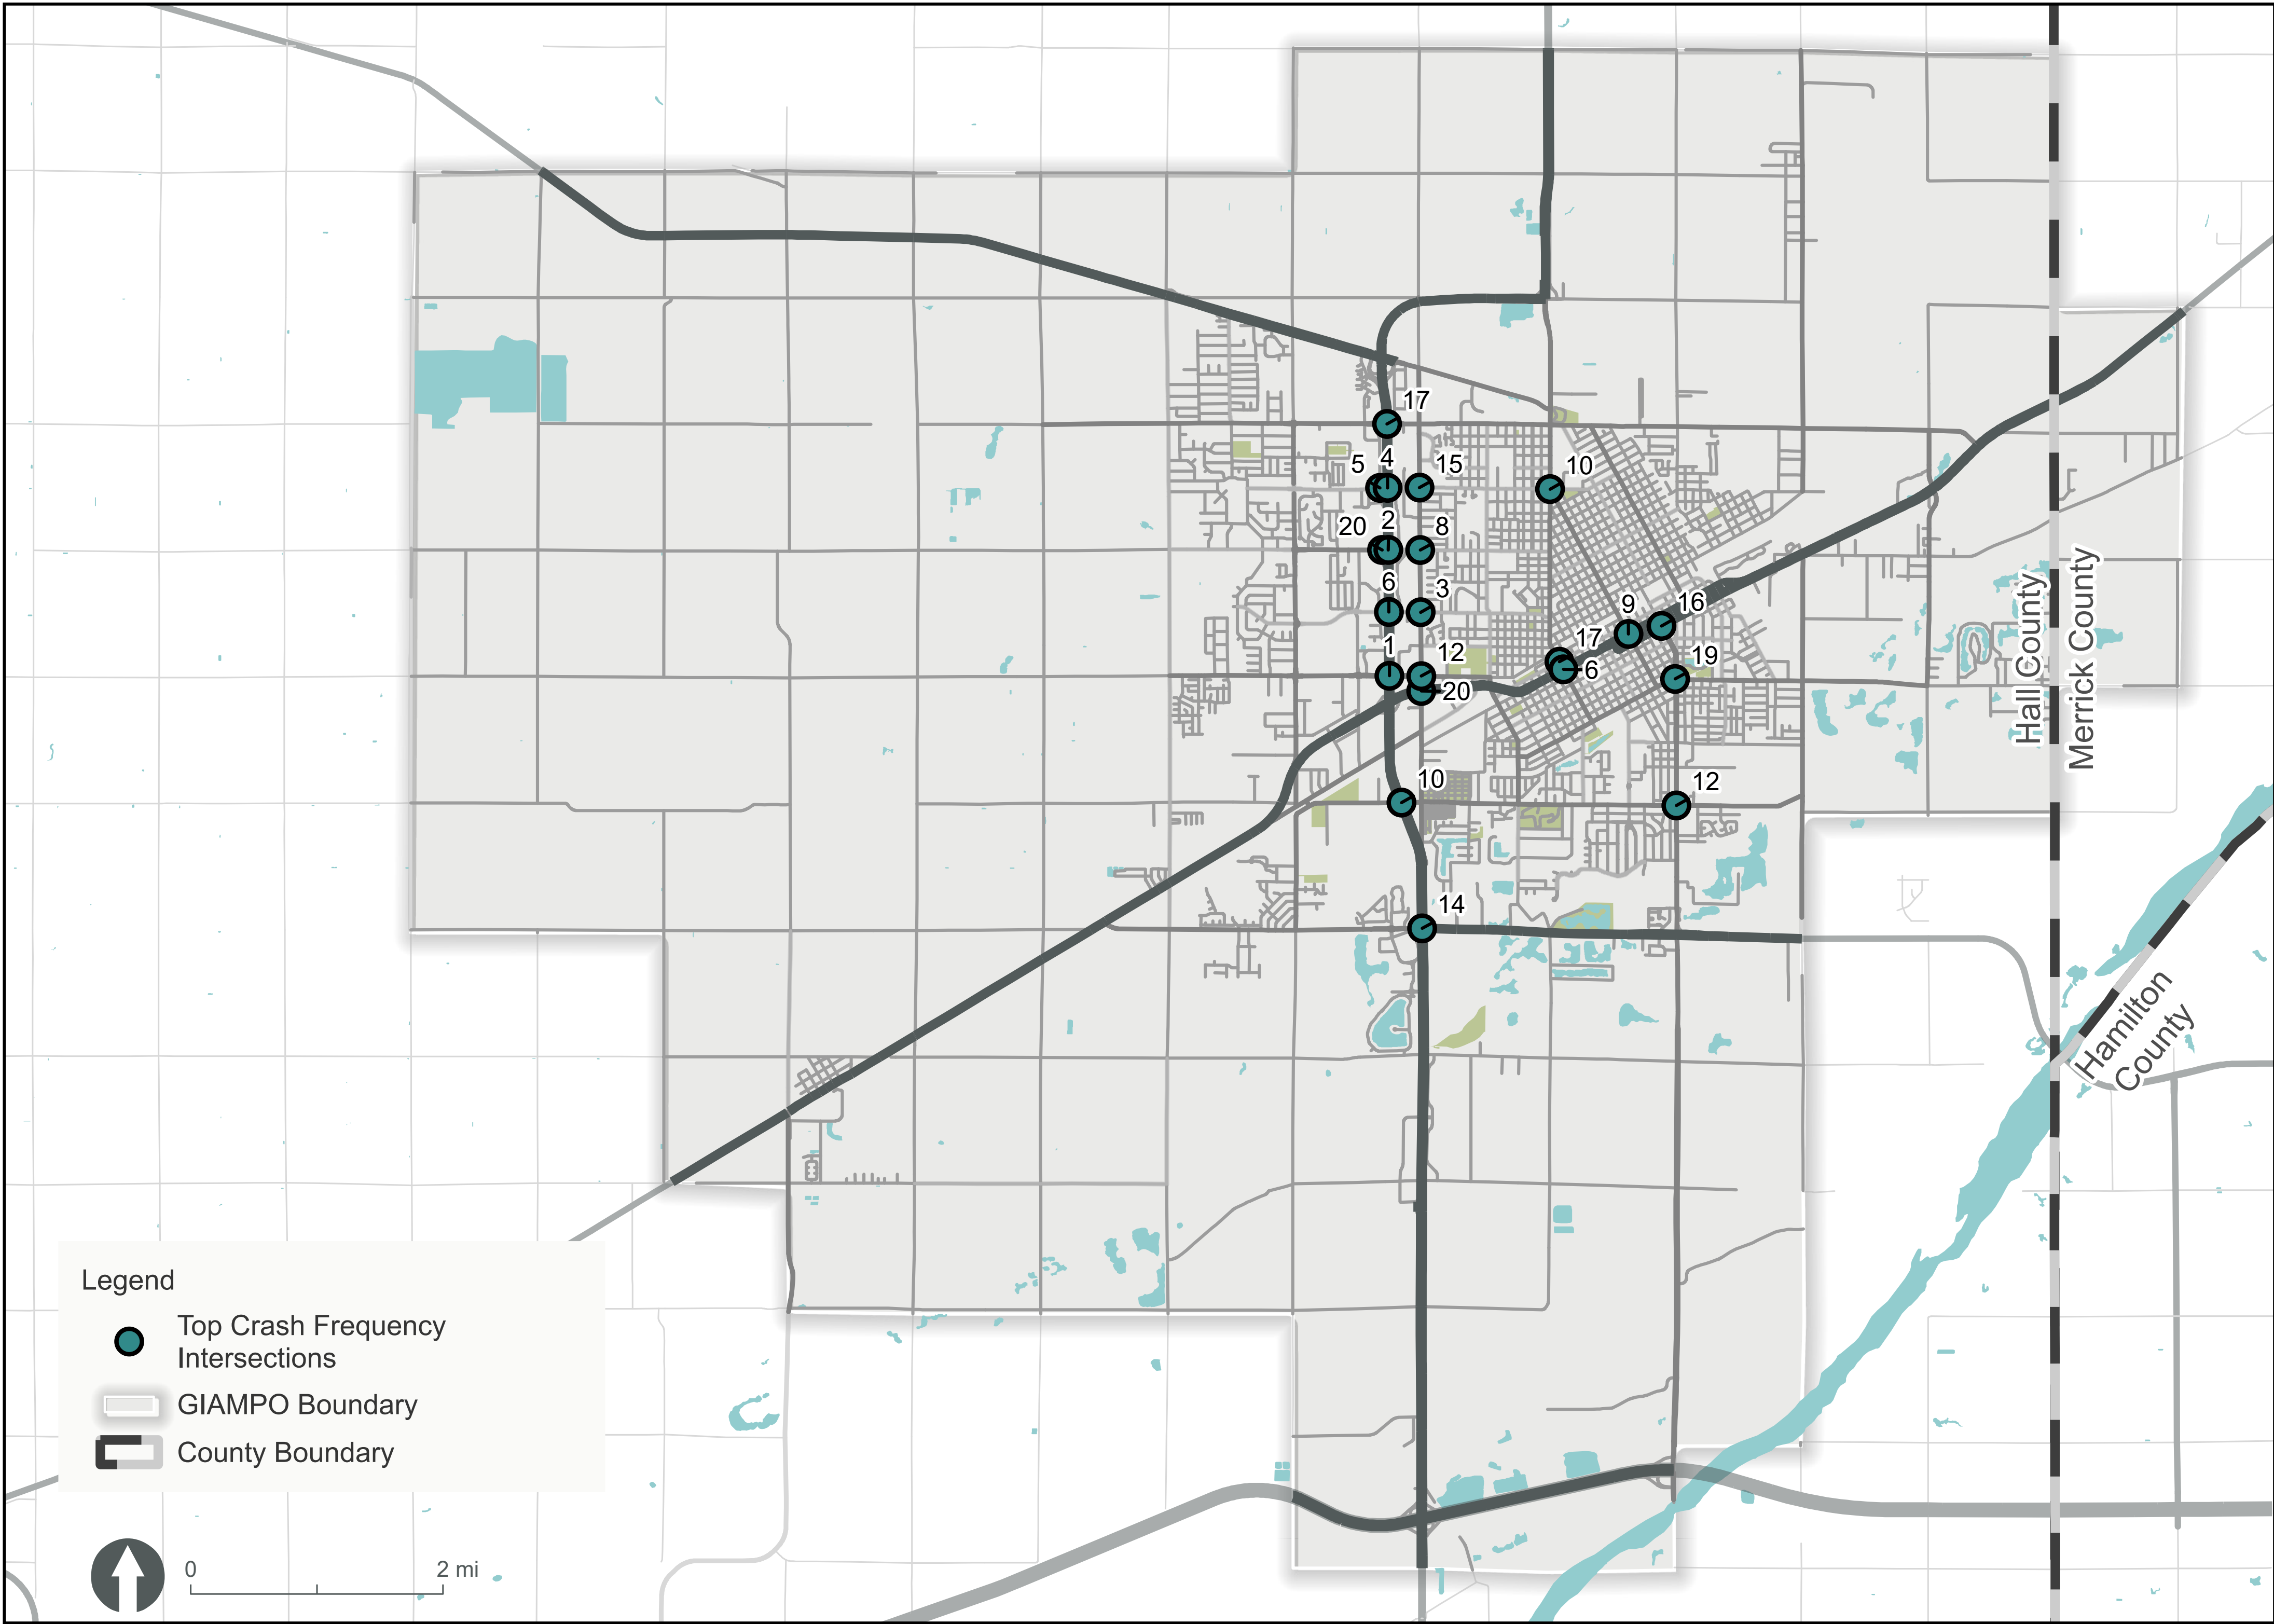 17
5
4
15
10
20
2
8
6
3
9
16
1
12
17
6
19
20
10
12
14
Hall County
Merrick County
Hamilton
County
Legend
Top Crash Frequency
Intersections
GIAMPO Boundary
County Boundary
0
2 mi